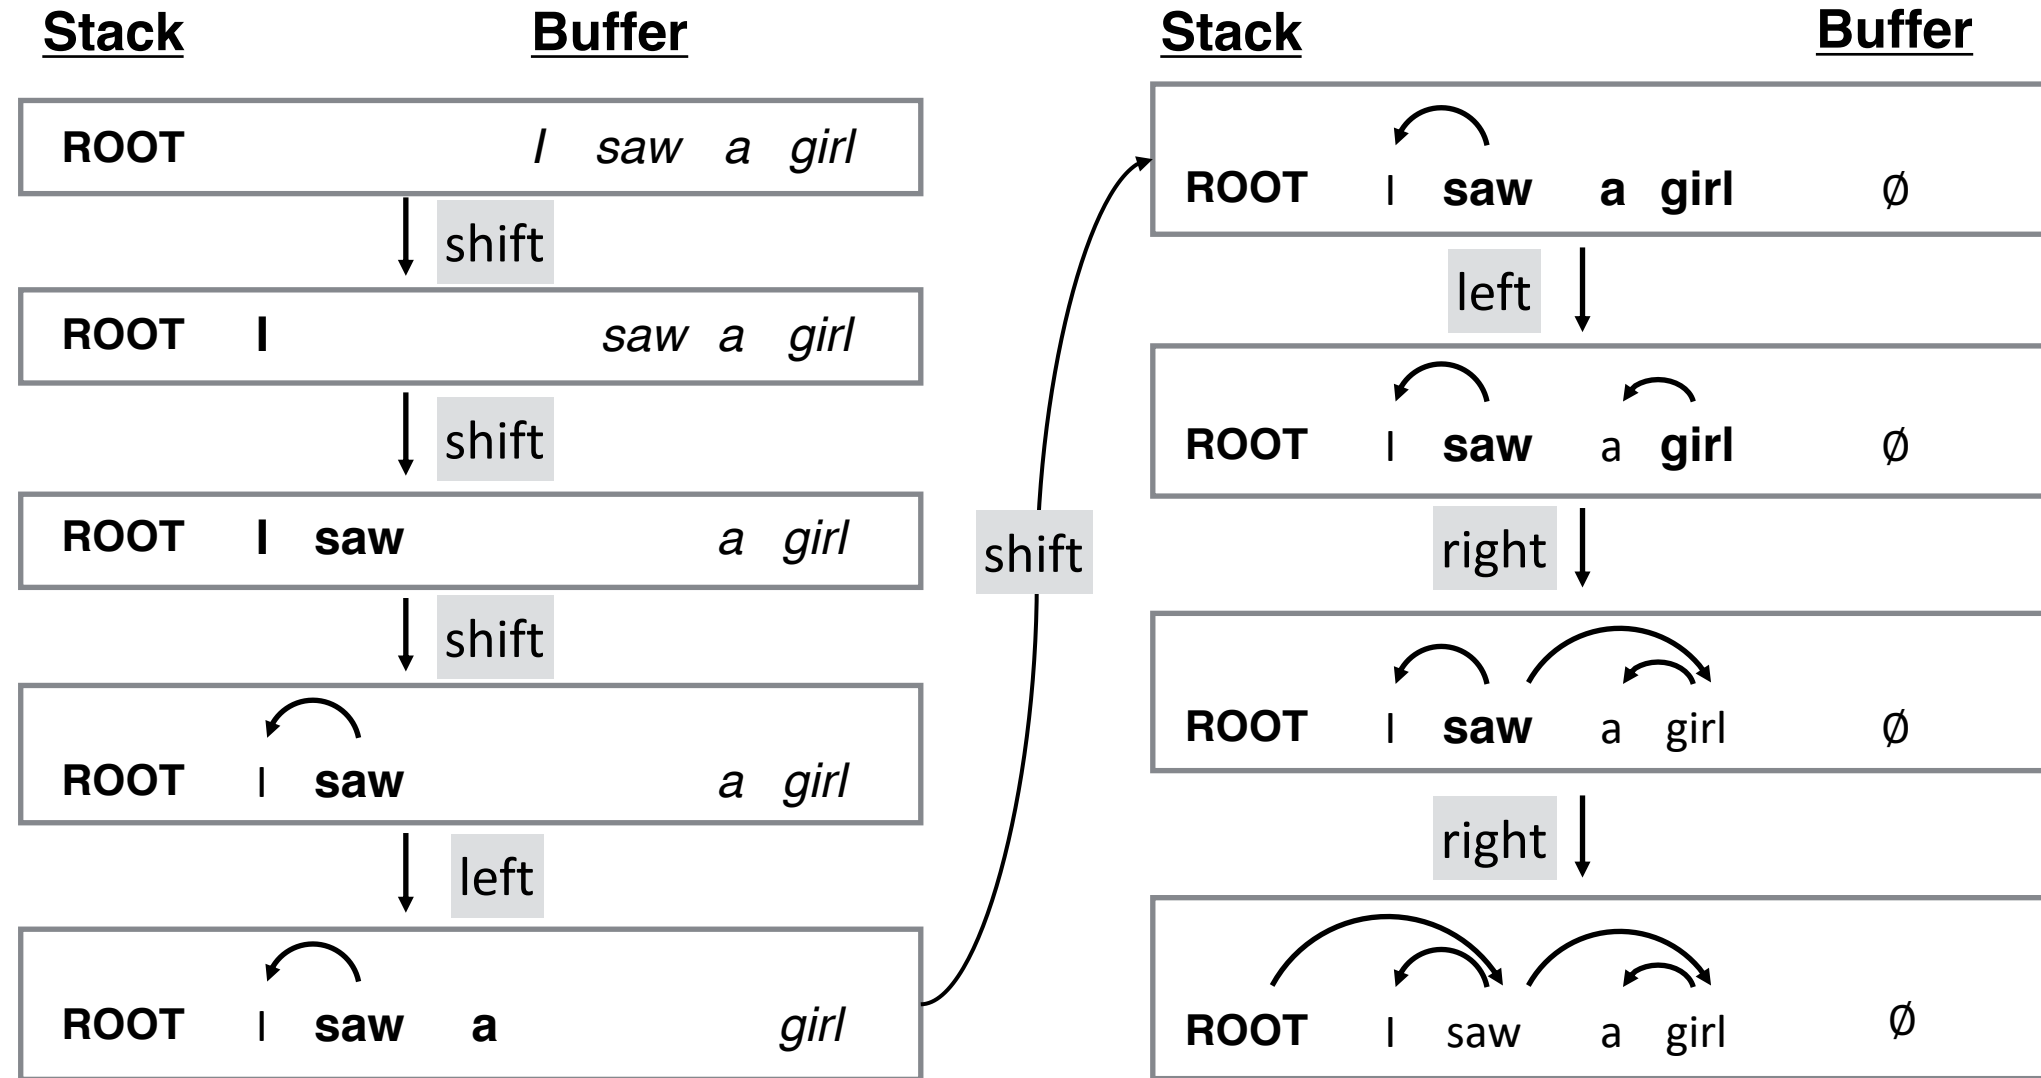 Stack Buffer
ROOT I saw a girl
shift
ROOT I saw a girl
shift
ROOT I saw a girl
shift
ROOT I saw a girl
left
ROOT I saw a girl
shift
Stack Buffer
ROOT I saw a girl ∅
left
ROOT I saw a girl ∅
right
ROOT I saw a girl ∅
right
ROOT I saw a girl ∅